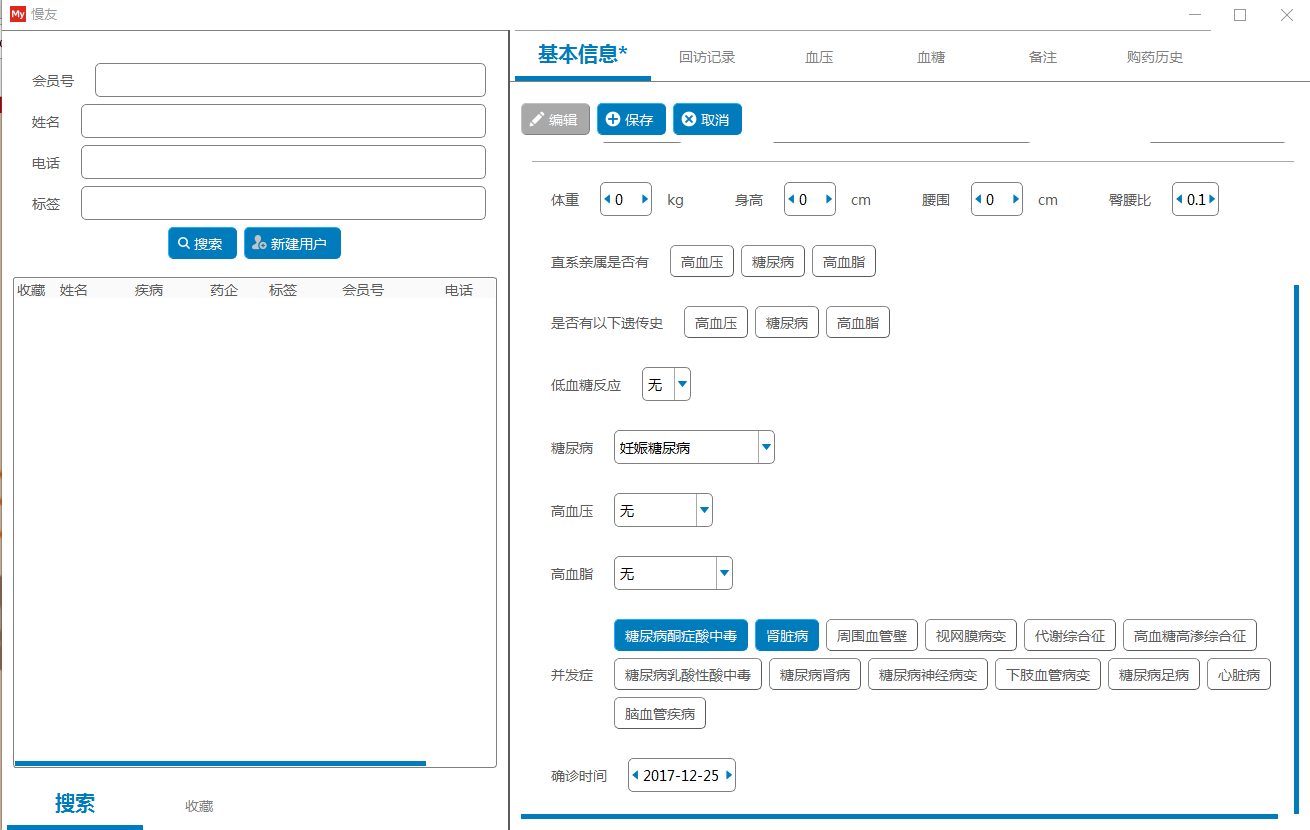 My 慢友
会员号
姓名
电话
标签
搜索 新建用户
收藏 姓名 疾病 药企 标签 会员号 电话
搜索 收藏
基本信息* 回访记录 血压 血糖 备注 购药历史
编辑 保存 取消
体重 0 kg 身高 0 cm 腰围 0 cm 臀腰比 0.1
直系亲属是否有 高血压 糖尿病 高血脂
是否有以下遗传史 高血压 糖尿病 高血脂
低血糖反应 无
糖尿病 妊娠糖尿病
高血压 无
高血脂 无
糖尿病酮症酸中毒 肾脏病 周围血管壁 视网膜病变 代谢综合征 高血糖高渗综合征
并发症 糖尿病乳酸性酸中毒 糖尿病肾病 糖尿病神经病变 下肢血管病变 糖尿病足病 心脏病
脑血管疾病
确诊时间 2017-12-25